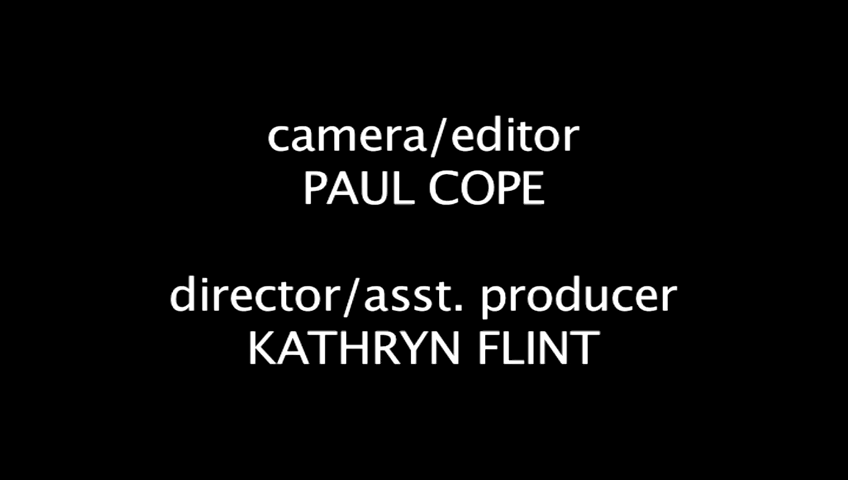 camera/editor
PAUL COPE
director/asst. producer
KATHRYN FLINT